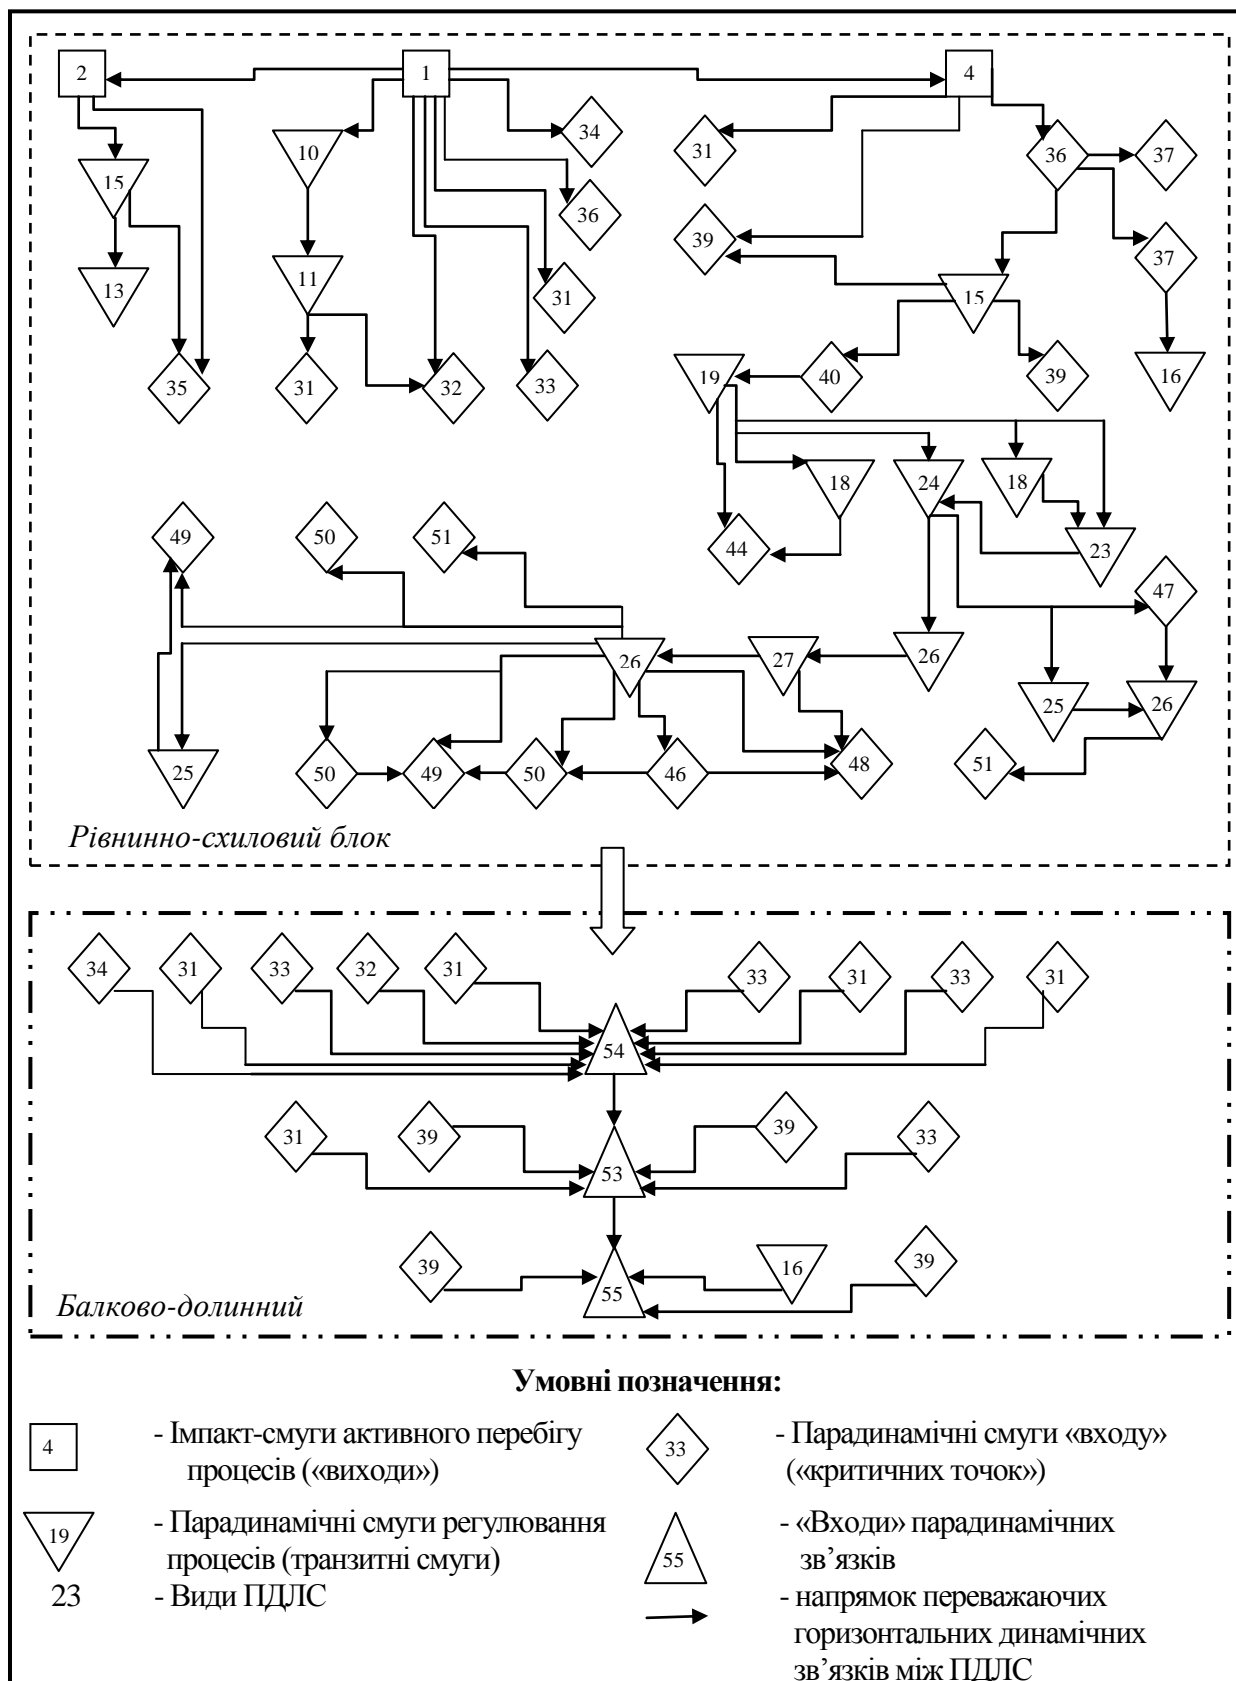 2 1 4
34
10 31 36 37
15
36
39 37
13 11 31 15
35 31 32 33 19 40 39 16
18 24 18
49 50 51 44 23
47
26 27 26
25 26
25 50 49 50 46 48 51
Рівнинно-схиловий блок
34 31 33 32 31 33 31 33 31
54
31 39 39 33
53
39 16 39
55
Балково-долинний
Умовні позначення:
4 - Імпакт-смуги активного перебігу
процесів («виходи»)
33 - Парадинамічні смуги «входу»
(«критичних точок»)
19 - Парадинамічні смуги регулювання
процесів (транзитні смуги)
55 - «Входи» парадинамічних
зв’язків
23 - Види ПДЛС
- напрямок переважаючих
горизонтальних динамічних
зв’язків між ПДЛС